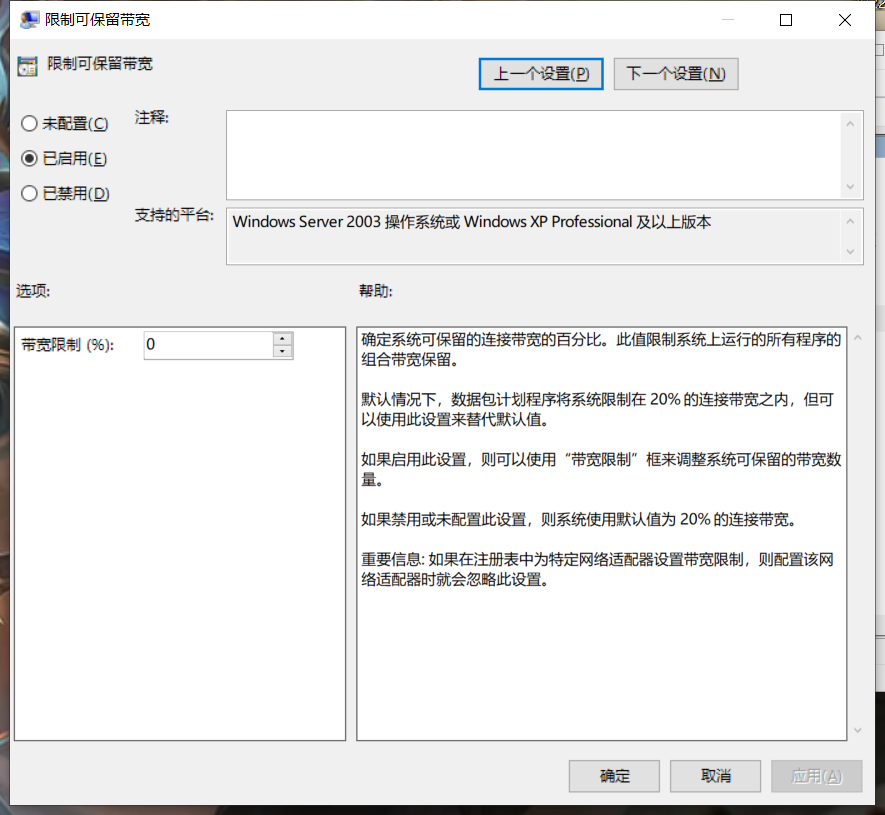 限制可保留带宽
限制可保留带宽
上一个设置(P)
下一个设置(N)
未配置(C)
注释:
已启用(E)
已禁用(D)
支持的平台:
Windows Server 2003 操作系统或 Windows XP Professional 及以上版本
选项:
帮助:
带宽限制 (%):
0
确定系统可保留的连接带宽的百分比。此值限制系统上运行的所有程序的
组合带宽保留。
默认情况下，数据包计划程序将系统限制在 20% 的连接带宽之内，但可
以使用此设置来替代默认值。
如果启用此设置，则可以使用“带宽限制”框来调整系统可保留的带宽数
量。
如果禁用或未配置此设置，则系统使用默认值为 20% 的连接带宽。
重要信息: 如果在注册表中为特定网络适配器设置带宽限制，则配置该网
络适配器时就会忽略此设置。
确定
取消
应用(A)